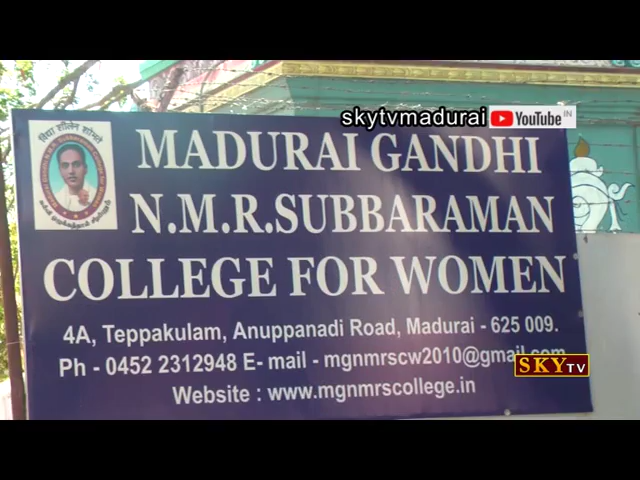 skytvmadurai YouTube IN
विद्या शीलेन शोभते
MADURAI GANDHI
N.M.R.SUBBARAMAN
COLLEGE FOR WOMEN
4A, Teppakulam, Anuppanadi Road, Madurai - 625 009.
Ph - 0452 2312948 E- mail - mgnmrscw2010@gmail.com
Website : www.mgnmrscollege.in
SKY TV